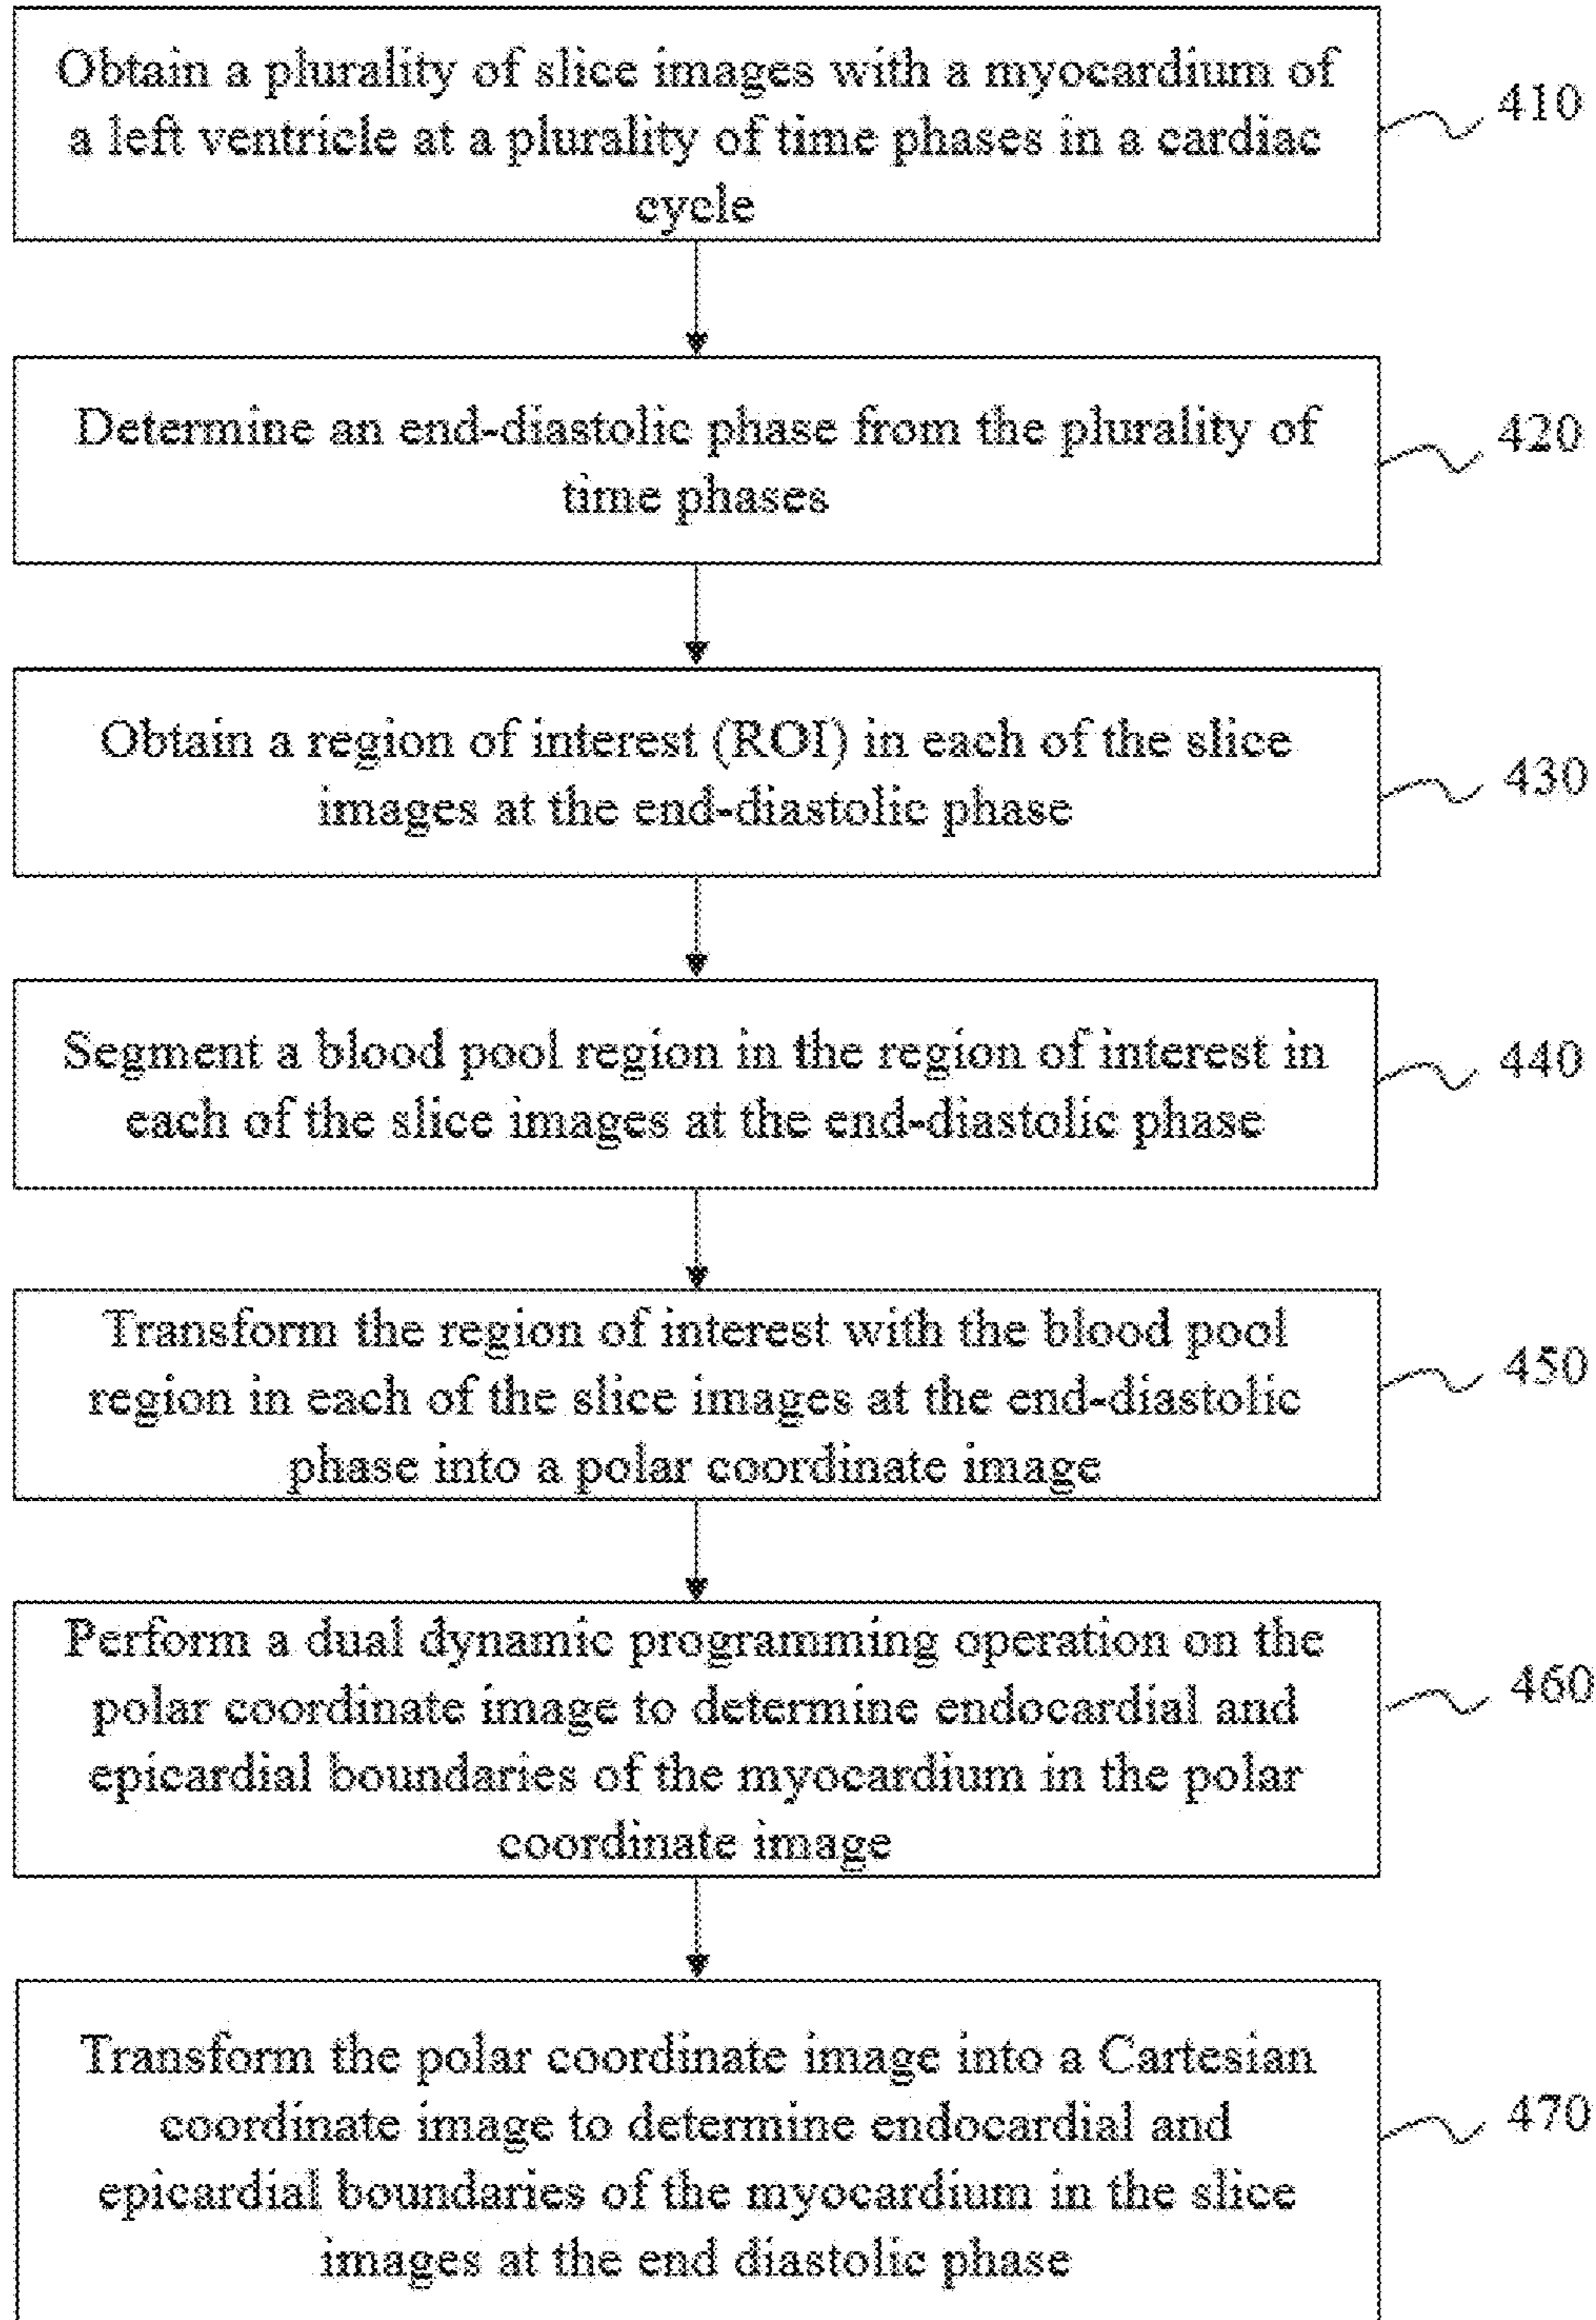 Obtain a plurality of slice images with a myocardium of
a left ventricle at a plurality of time phases in a cardiac
cycle
410
Determine an end-diastolic phase from the plurality of
time phases
420
Obtain a region of interest (ROI) in each of the slice
images at the end-diastolic phase
430
Segment a blood pool region in the region of interest in
each of the slice images at the end-diastolic phase
440
Transform the region of interest with the blood pool
region in each of the slice images at the end-diastolic
phase into a polar coordinate image
450
Perform a dual dynamic programming operation on the
polar coordinate image to determine endocardial and
epicardial boundaries of the myocardium in the polar
coordinate image
460
Transform the polar coordinate image into a Cartesian
coordinate image to determine endocardial and
epicardial boundaries of the myocardium in the slice
images at the end diastolic phase
470